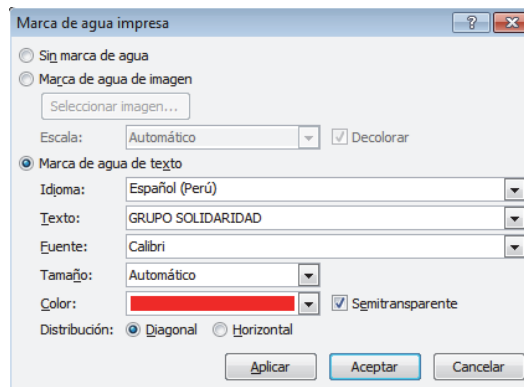 Marca de agua impresa
Sin marca de agua
Marca de agua de imagen
Seleccionar imagen...
Escala: Automático Decolorar
Marca de agua de texto
Idioma: Español (Perú)
Texto: GRUPO SOLIDARIDAD
Fuente: Calibri
Tamaño: Automático
Color: Semitransparente
Distribución: Diagonal Horizontal
Aplicar Aceptar Cancelar